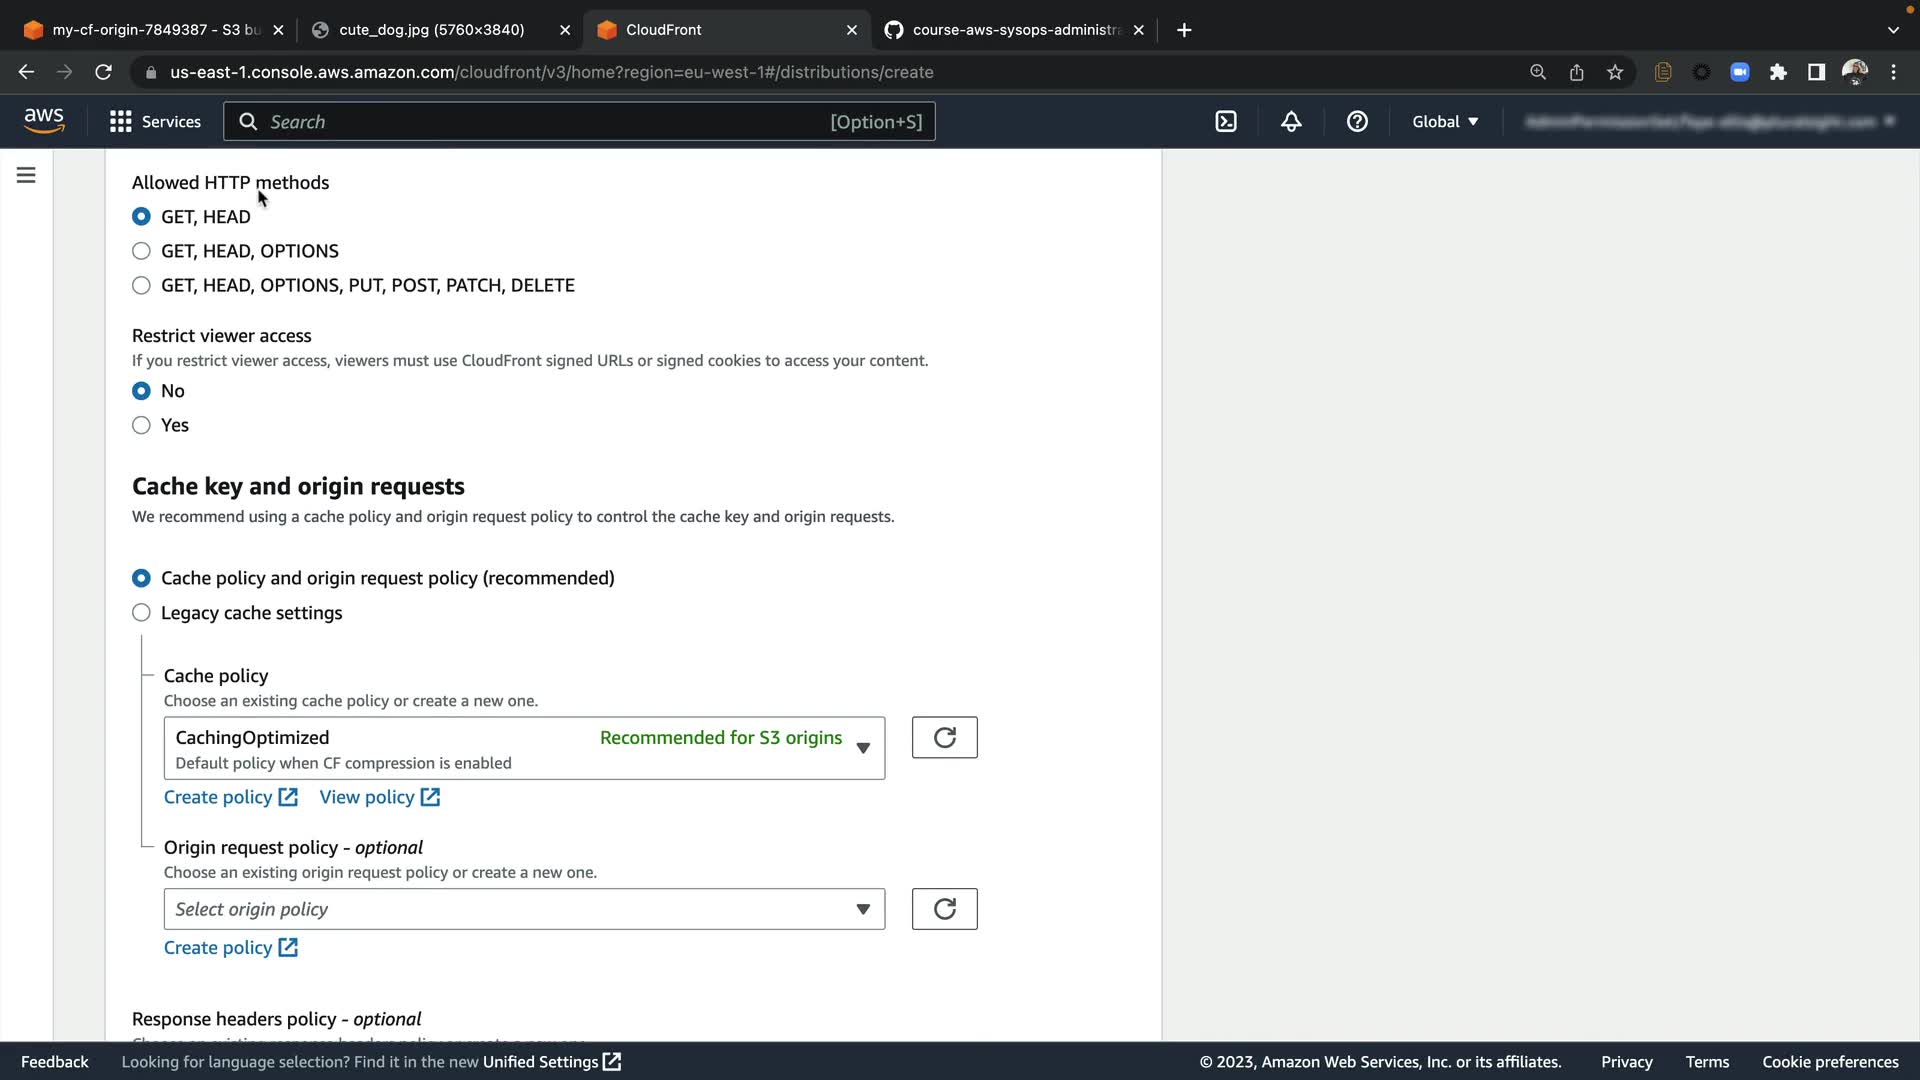 my-cf-origin-7849387 - S3 bu
cute_dog.jpg (5760×3840)
CloudFront
course-aws-sysops-administra
us-east-1.console.aws.amazon.com/cloudfront/v3/home?region=eu-west-1#/distributions/create
aws
Services
Search
[Option+S]
Global
Allowed HTTP methods
GET, HEAD
GET, HEAD, OPTIONS
GET, HEAD, OPTIONS, PUT, POST, PATCH, DELETE
Restrict viewer access
If you restrict viewer access, viewers must use CloudFront signed URLs or signed cookies to access your content.
No
Yes
Cache key and origin requests
We recommend using a cache policy and origin request policy to control the cache key and origin requests.
Cache policy and origin request policy (recommended)
Legacy cache settings
Cache policy
Choose an existing cache policy or create a new one.
CachingOptimized Recommended for S3 origins
Default policy when CF compression is enabled
Create policy View policy
Origin request policy - optional
Choose an existing origin request policy or create a new one.
Select origin policy
Create policy
Response headers policy - optional
Feedback Looking for language selection? Find it in the new Unified Settings © 2023, Amazon Web Services, Inc. or its affiliates. Privacy Terms Cookie preferences